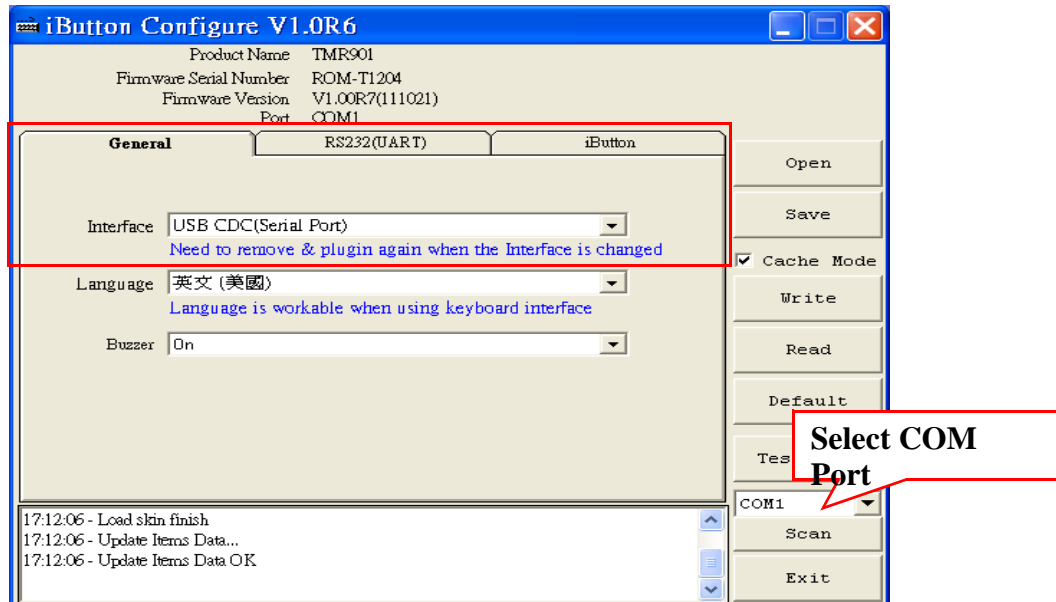 iButton Configure V1.0R6
Product Name TMR901
Firmware Serial Number ROM-T1204
Firmware Version V1.00R7(111021)
Port COM1
General RS232(UART) iButton
Interface USB CDC(Serial Port)
Need to remove & plugin again when the Interface is changed
Language 英文 (美國)
Language is workable when using keyboard interface
Buzzer On
Open
Save
Cache Mode
Write
Read
Default
Select COM
Port
COM1
Scan
Exit
17:12:06 - Load skin finish
17:12:06 - Update Items Data...
17:12:06 - Update Items Data OK